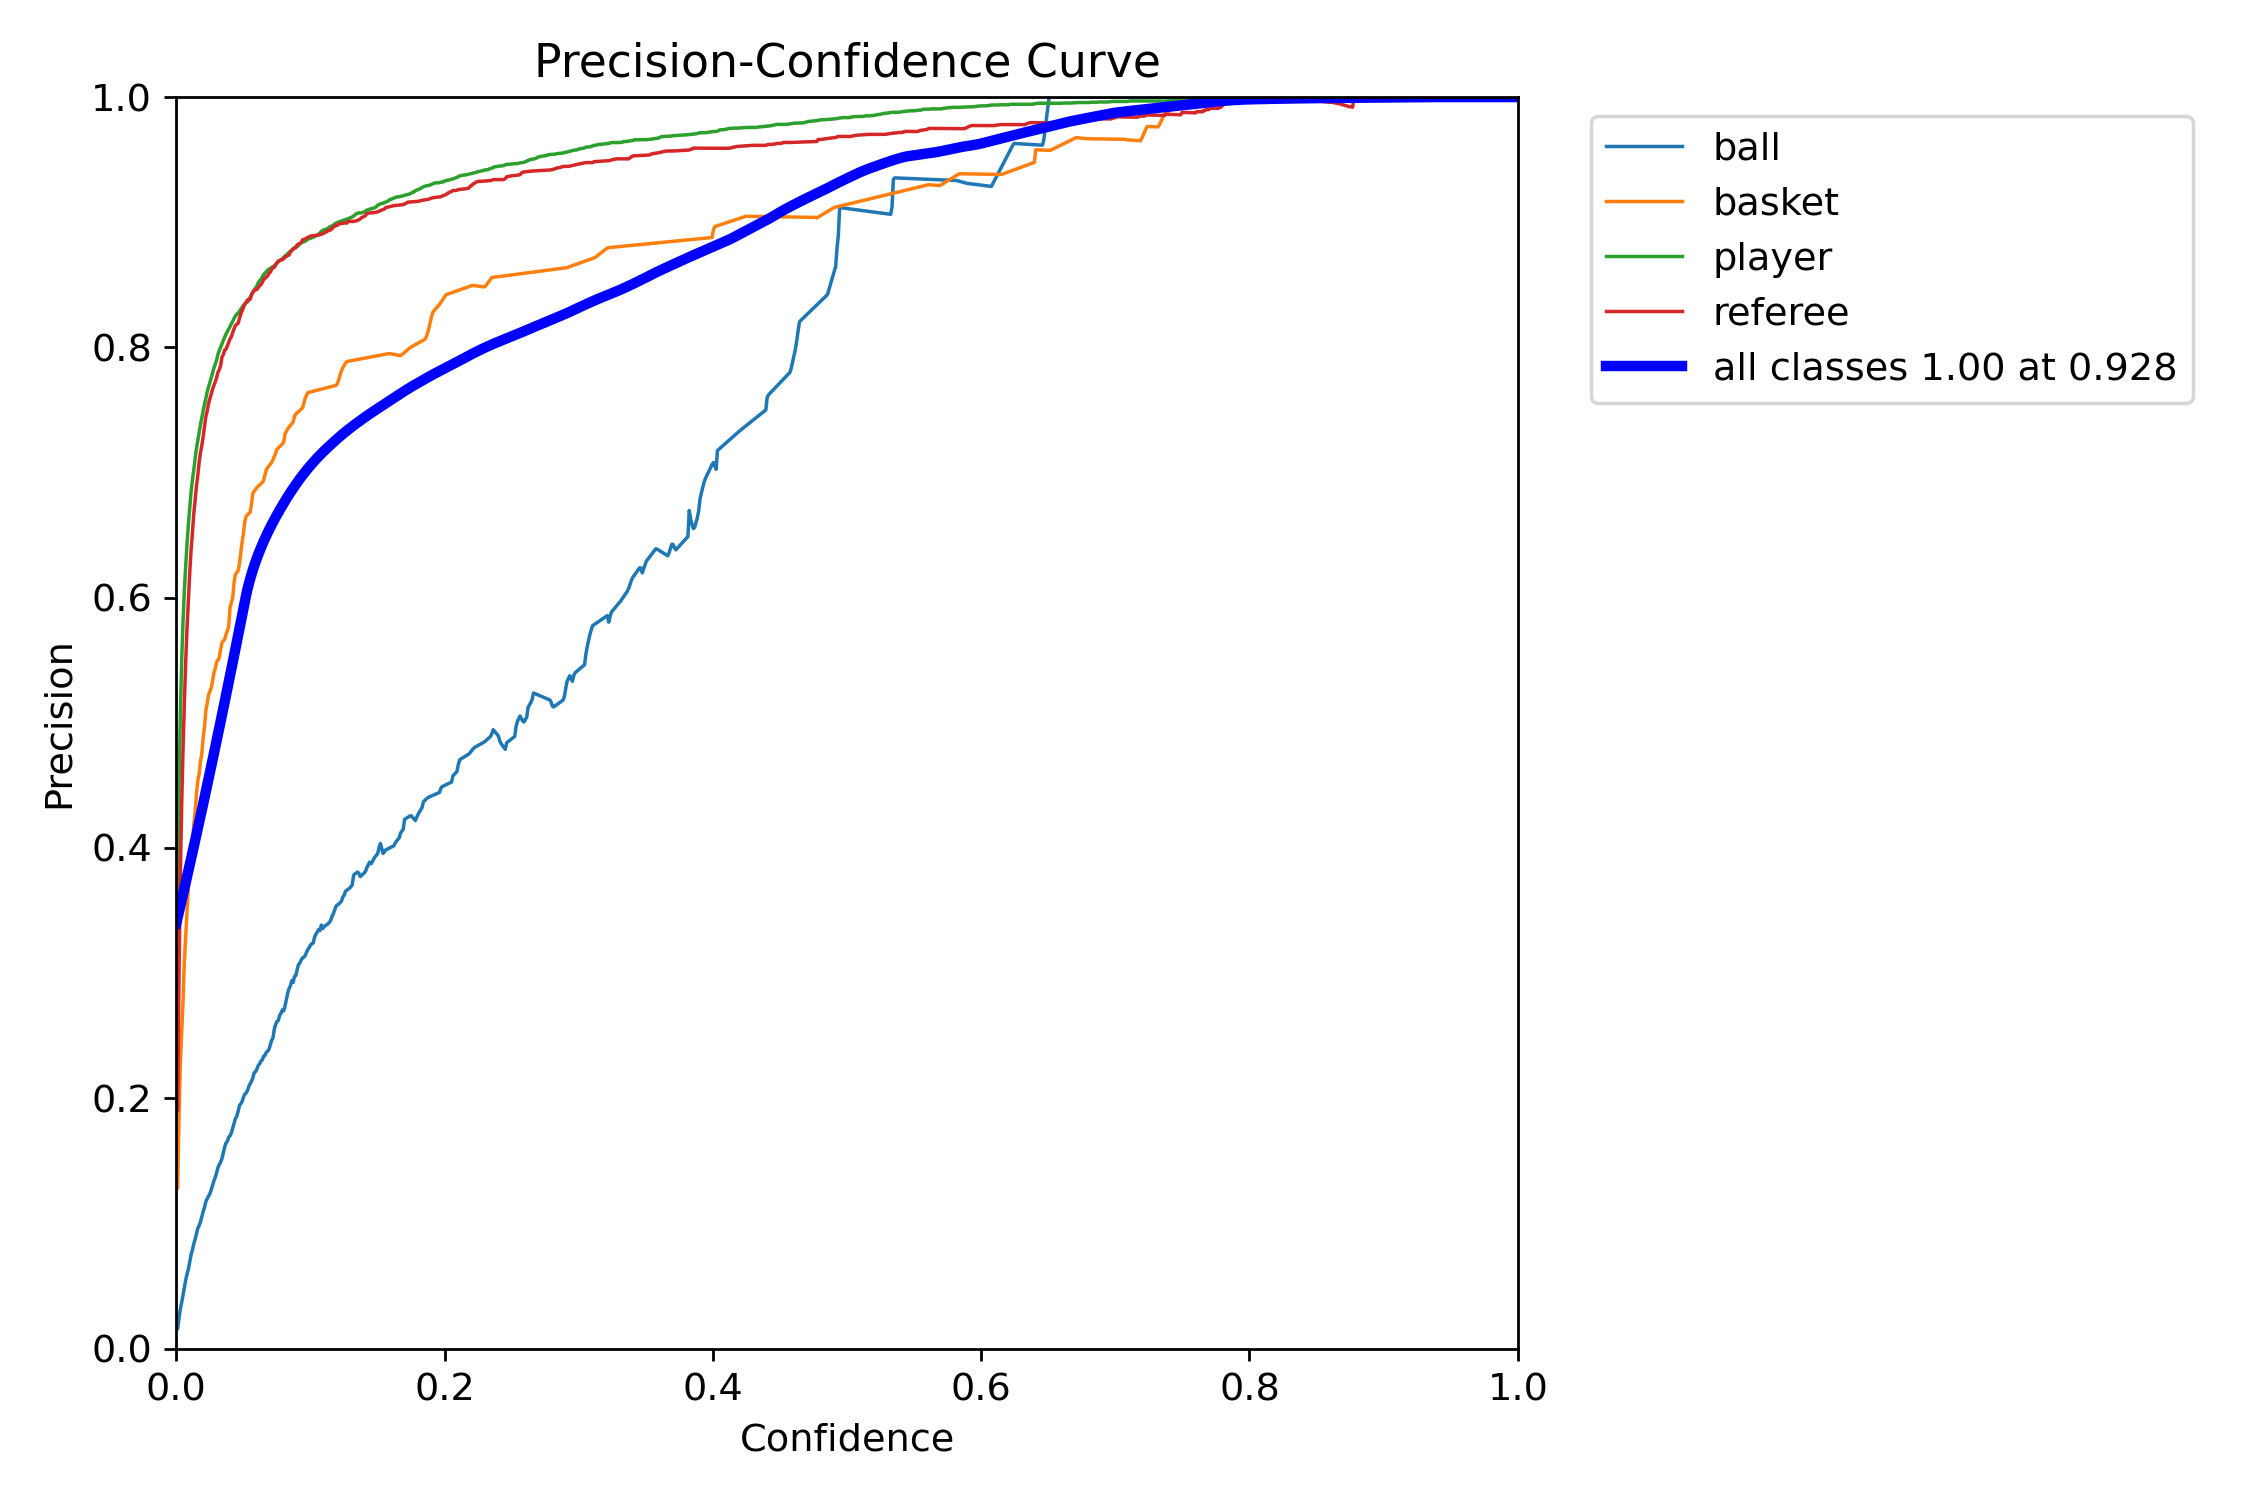 Precision-Confidence Curve
1.0
0.8
0.6
0.4
0.2
0.0
Precision
0.0 0.2 0.4 0.6 0.8 1.0
Confidence
ball
basket
player
referee
all classes 1.00 at 0.928